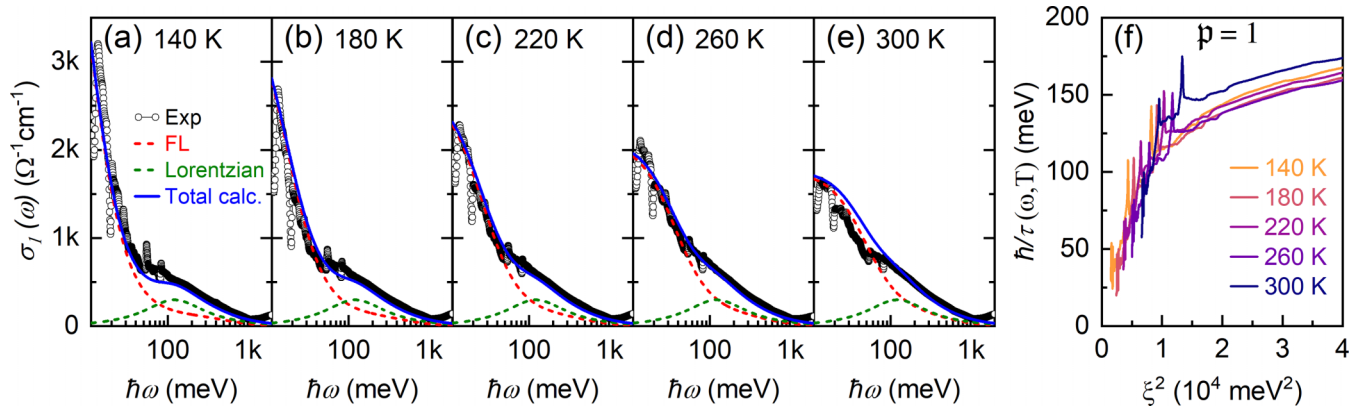 (a) 140 K
(b) 180 K
(c) 220 K
(d) 260 K
(e) 300 K
3k
2k
1k
0
σ₁(ω) (Ω⁻¹cm⁻¹)
Exp
FL
Lorentzian
Total calc.
100 1k
100 1k
100 1k
100 1k
100 1k
ħω (meV)
ħω (meV)
ħω (meV)
ħω (meV)
ħω (meV)
(f) 𝔭 = 1
200
150
100
50
0
ħ/τ (ω,T) (meV)
140 K
180 K
220 K
260 K
300 K
0 1 2 3 4
ξ² (10⁴ meV²)